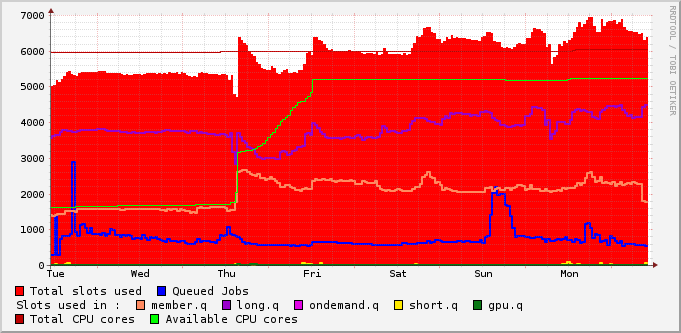 7000
6000
5000
4000
3000
2000
1000
0
Tue Wed Thu Fri Sat Sun Mon
Total slots used Queued Jobs
Slots used in : member.q long.q ondemand.q short.q gpu.q
Total CPU cores Available CPU cores
RRDTOOL / TOBI OETIKER